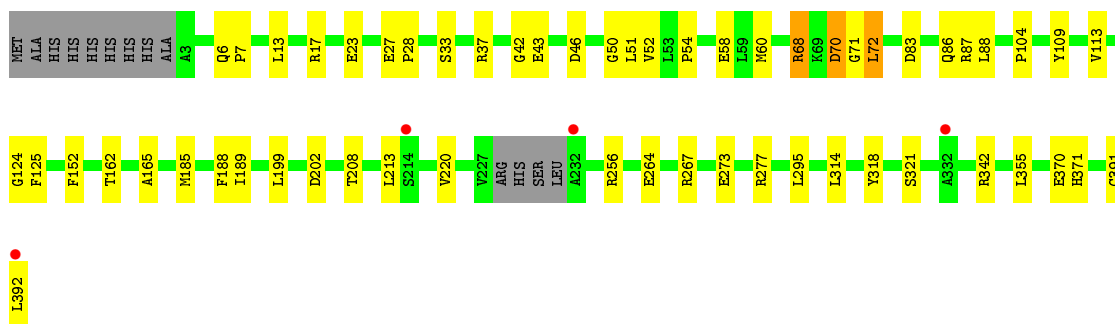 MET ALA HIS HIS HIS HIS HIS HIS ALA A3 Q6 P7 L13 R17 E23 E27 P28 S33 R37 G42 E43 D46 G50 L51 V52 L53 P54 E58 L59 M60 R68 K69 D70 G71 L72 D83 Q86 R87 L88 P104 Y109 V113
G124 F125 F152 T162 A165 M185 F188 I189 L199 D202 T208 L213 S214 V220 V227 ARG HIS SER LEU A232 R256 E264 R267 E273 R277 L295 L314 Y318 S321 A332 R342 L355 E370 H371
L392